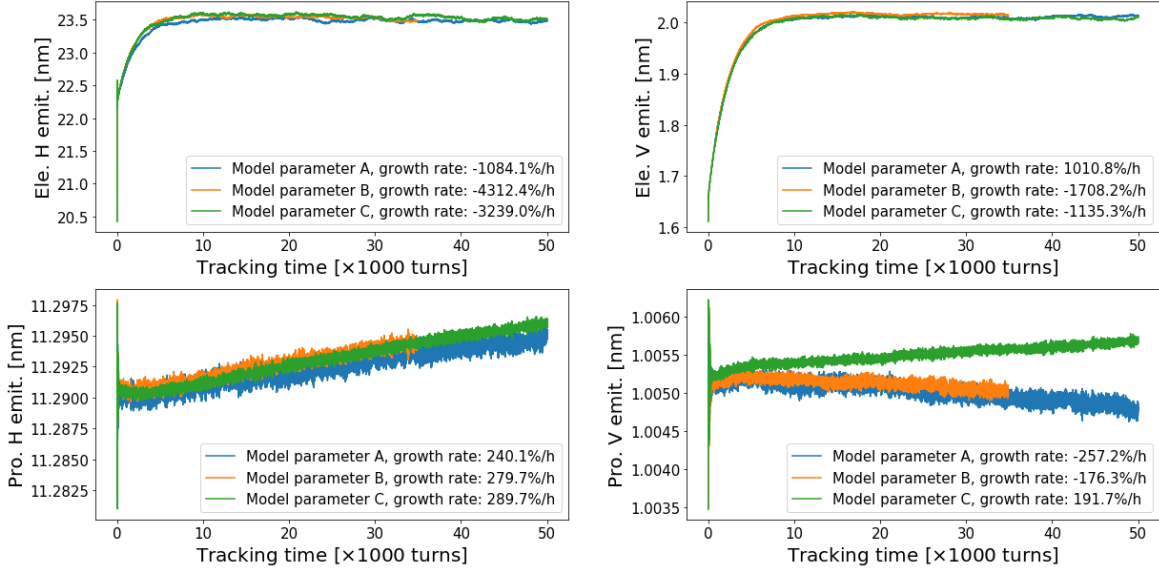 Ele. H emit. [nm]
23.5
23.0
22.5
22.0
21.5
21.0
20.5
Model parameter A, growth rate: -1084.1%/h
Model parameter B, growth rate: -4312.4%/h
Model parameter C, growth rate: -3239.0%/h
0 10 20 30 40 50
Tracking time [×1000 turns]
Ele. V emit. [nm]
2.0
1.9
1.8
1.7
1.6
Model parameter A, growth rate: 1010.8%/h
Model parameter B, growth rate: -1708.2%/h
Model parameter C, growth rate: -1135.3%/h
0 10 20 30 40 50
Tracking time [×1000 turns]
Pro. H emit. [nm]
11.2975
11.2950
11.2925
11.2900
11.2875
11.2850
11.2825
Model parameter A, growth rate: 240.1%/h
Model parameter B, growth rate: 279.7%/h
Model parameter C, growth rate: 289.7%/h
0 10 20 30 40 50
Tracking time [×1000 turns]
Pro. V emit. [nm]
1.0060
1.0055
1.0050
1.0045
1.0040
1.0035
Model parameter A, growth rate: -257.2%/h
Model parameter B, growth rate: -176.3%/h
Model parameter C, growth rate: 191.7%/h
0 10 20 30 40 50
Tracking time [×1000 turns]